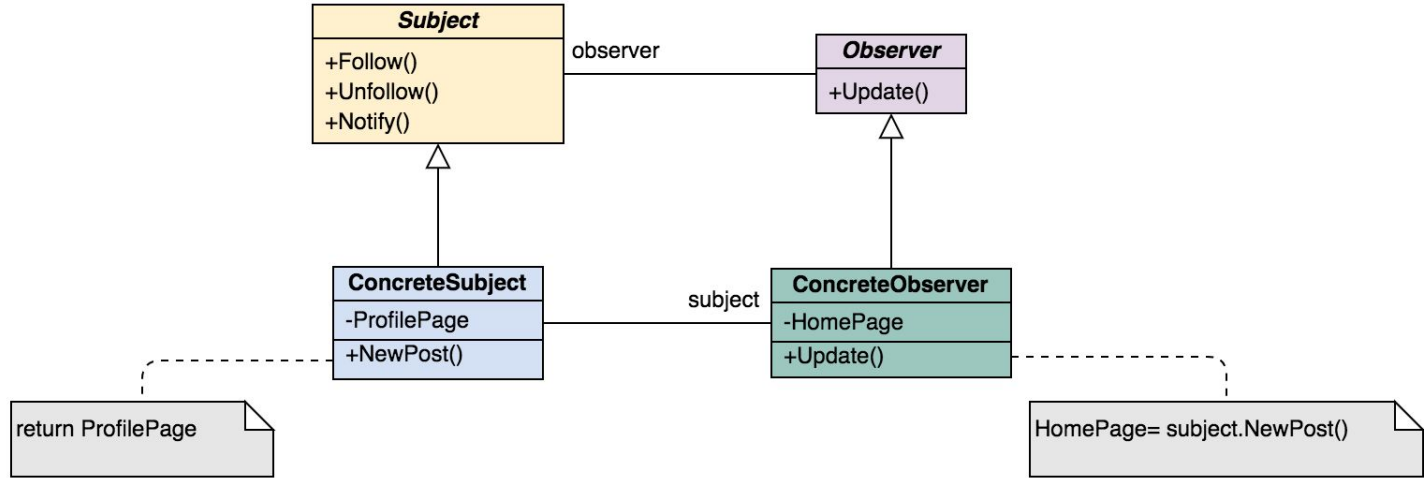 Subject
+Follow()
+Unfollow()
+Notify()
observer
Observer
+Update()
ConcreteSubject
-ProfilePage
+NewPost()
subject
ConcreteObserver
-HomePage
+Update()
return ProfilePage
HomePage= subject.NewPost()